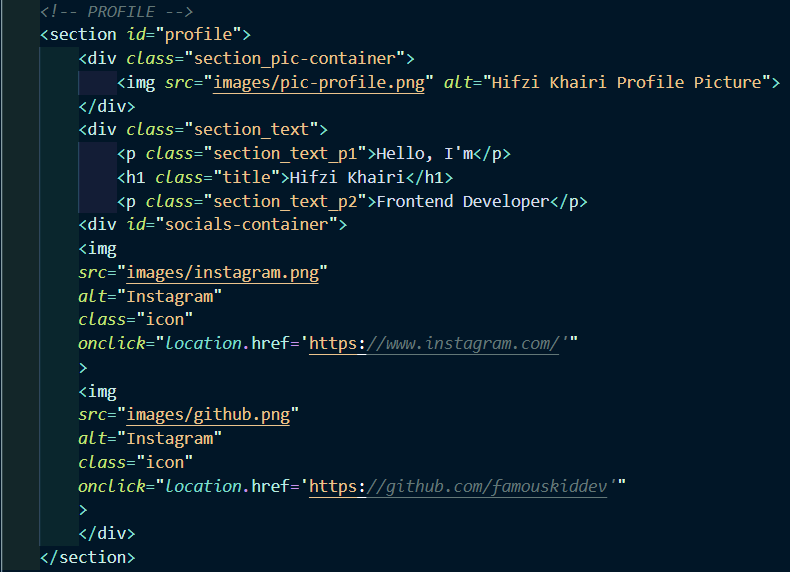 <!-- PROFILE -->
<section id="profile">
<div class="section_pic-container">
<img src="images/pic-profile.png" alt="Hifzi Khairi Profile Picture">
</div>
<div class="section_text">
<p class="section_text_p1">Hello, I'm</p>
<h1 class="title">Hifzi Khairi</h1>
<p class="section_text_p2">Frontend Developer</p>
<div id="socials-container">
<img
src="images/instagram.png"
alt="Instagram"
class="icon"
onclick="location.href='https://www.instagram.com/'"
>
<img
src="images/github.png"
alt="Instagram"
class="icon"
onclick="location.href='https://github.com/famouskiddev'"
>
</div>
</section>